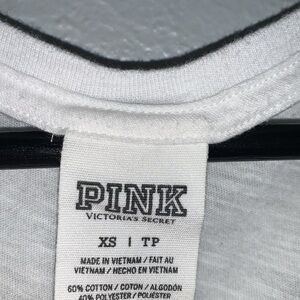 PINK
VICTORIA'S SECRET
XS | TP
MADE IN VIETNAM / FAIT AU
VIETNAM / HECHO EN VIETNAM
60% COTTON / COTON / ALGODÓN
40% POLYESTER / POLIÉSTER